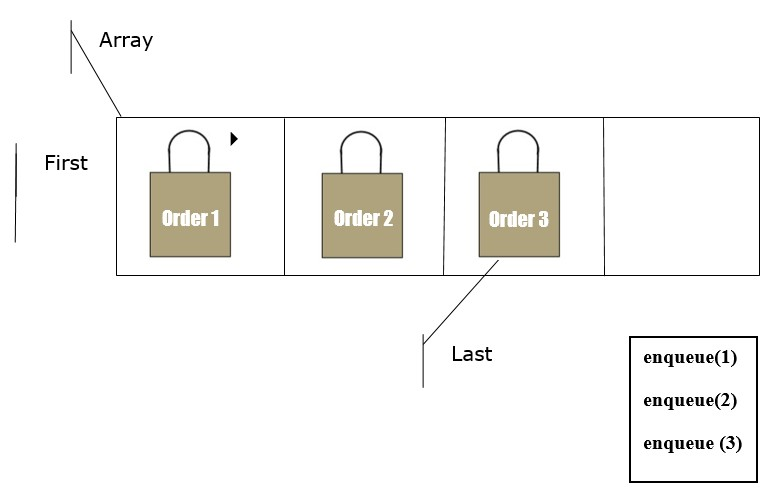 Array
First
Order 1
Order 2
Order 3
Last
enqueue(1)
enqueue(2)
enqueue (3)